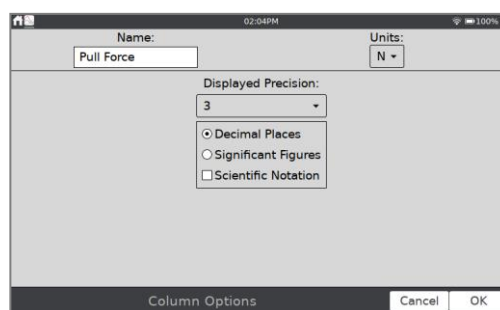 02:04PM
100%
Name:
Units:
Pull Force
N
Displayed Precision:
3
Decimal Places
Significant Figures
Scientific Notation
Column Options
Cancel
OK